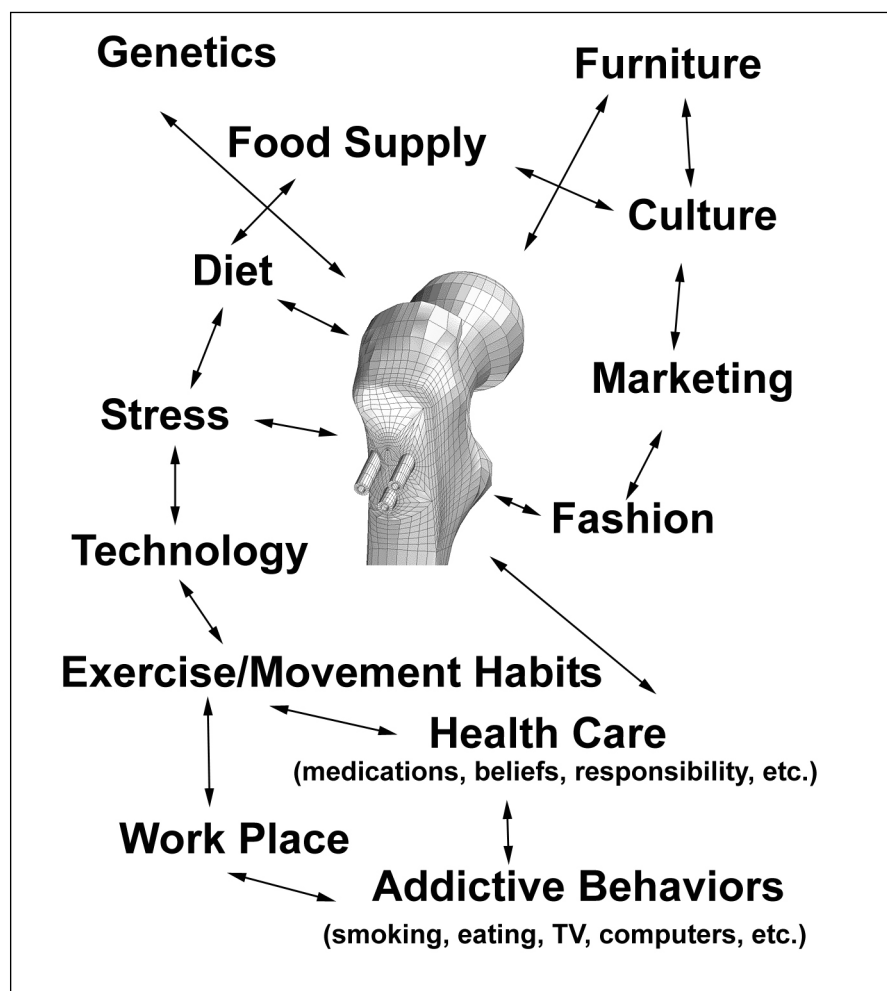 Genetics
Furniture
Food Supply
Culture
Diet
Marketing
Stress
Fashion
Technology
Exercise/Movement Habits
Health Care
(medications, beliefs, responsibility, etc.)
Work Place
Addictive Behaviors
(smoking, eating, TV, computers, etc.)